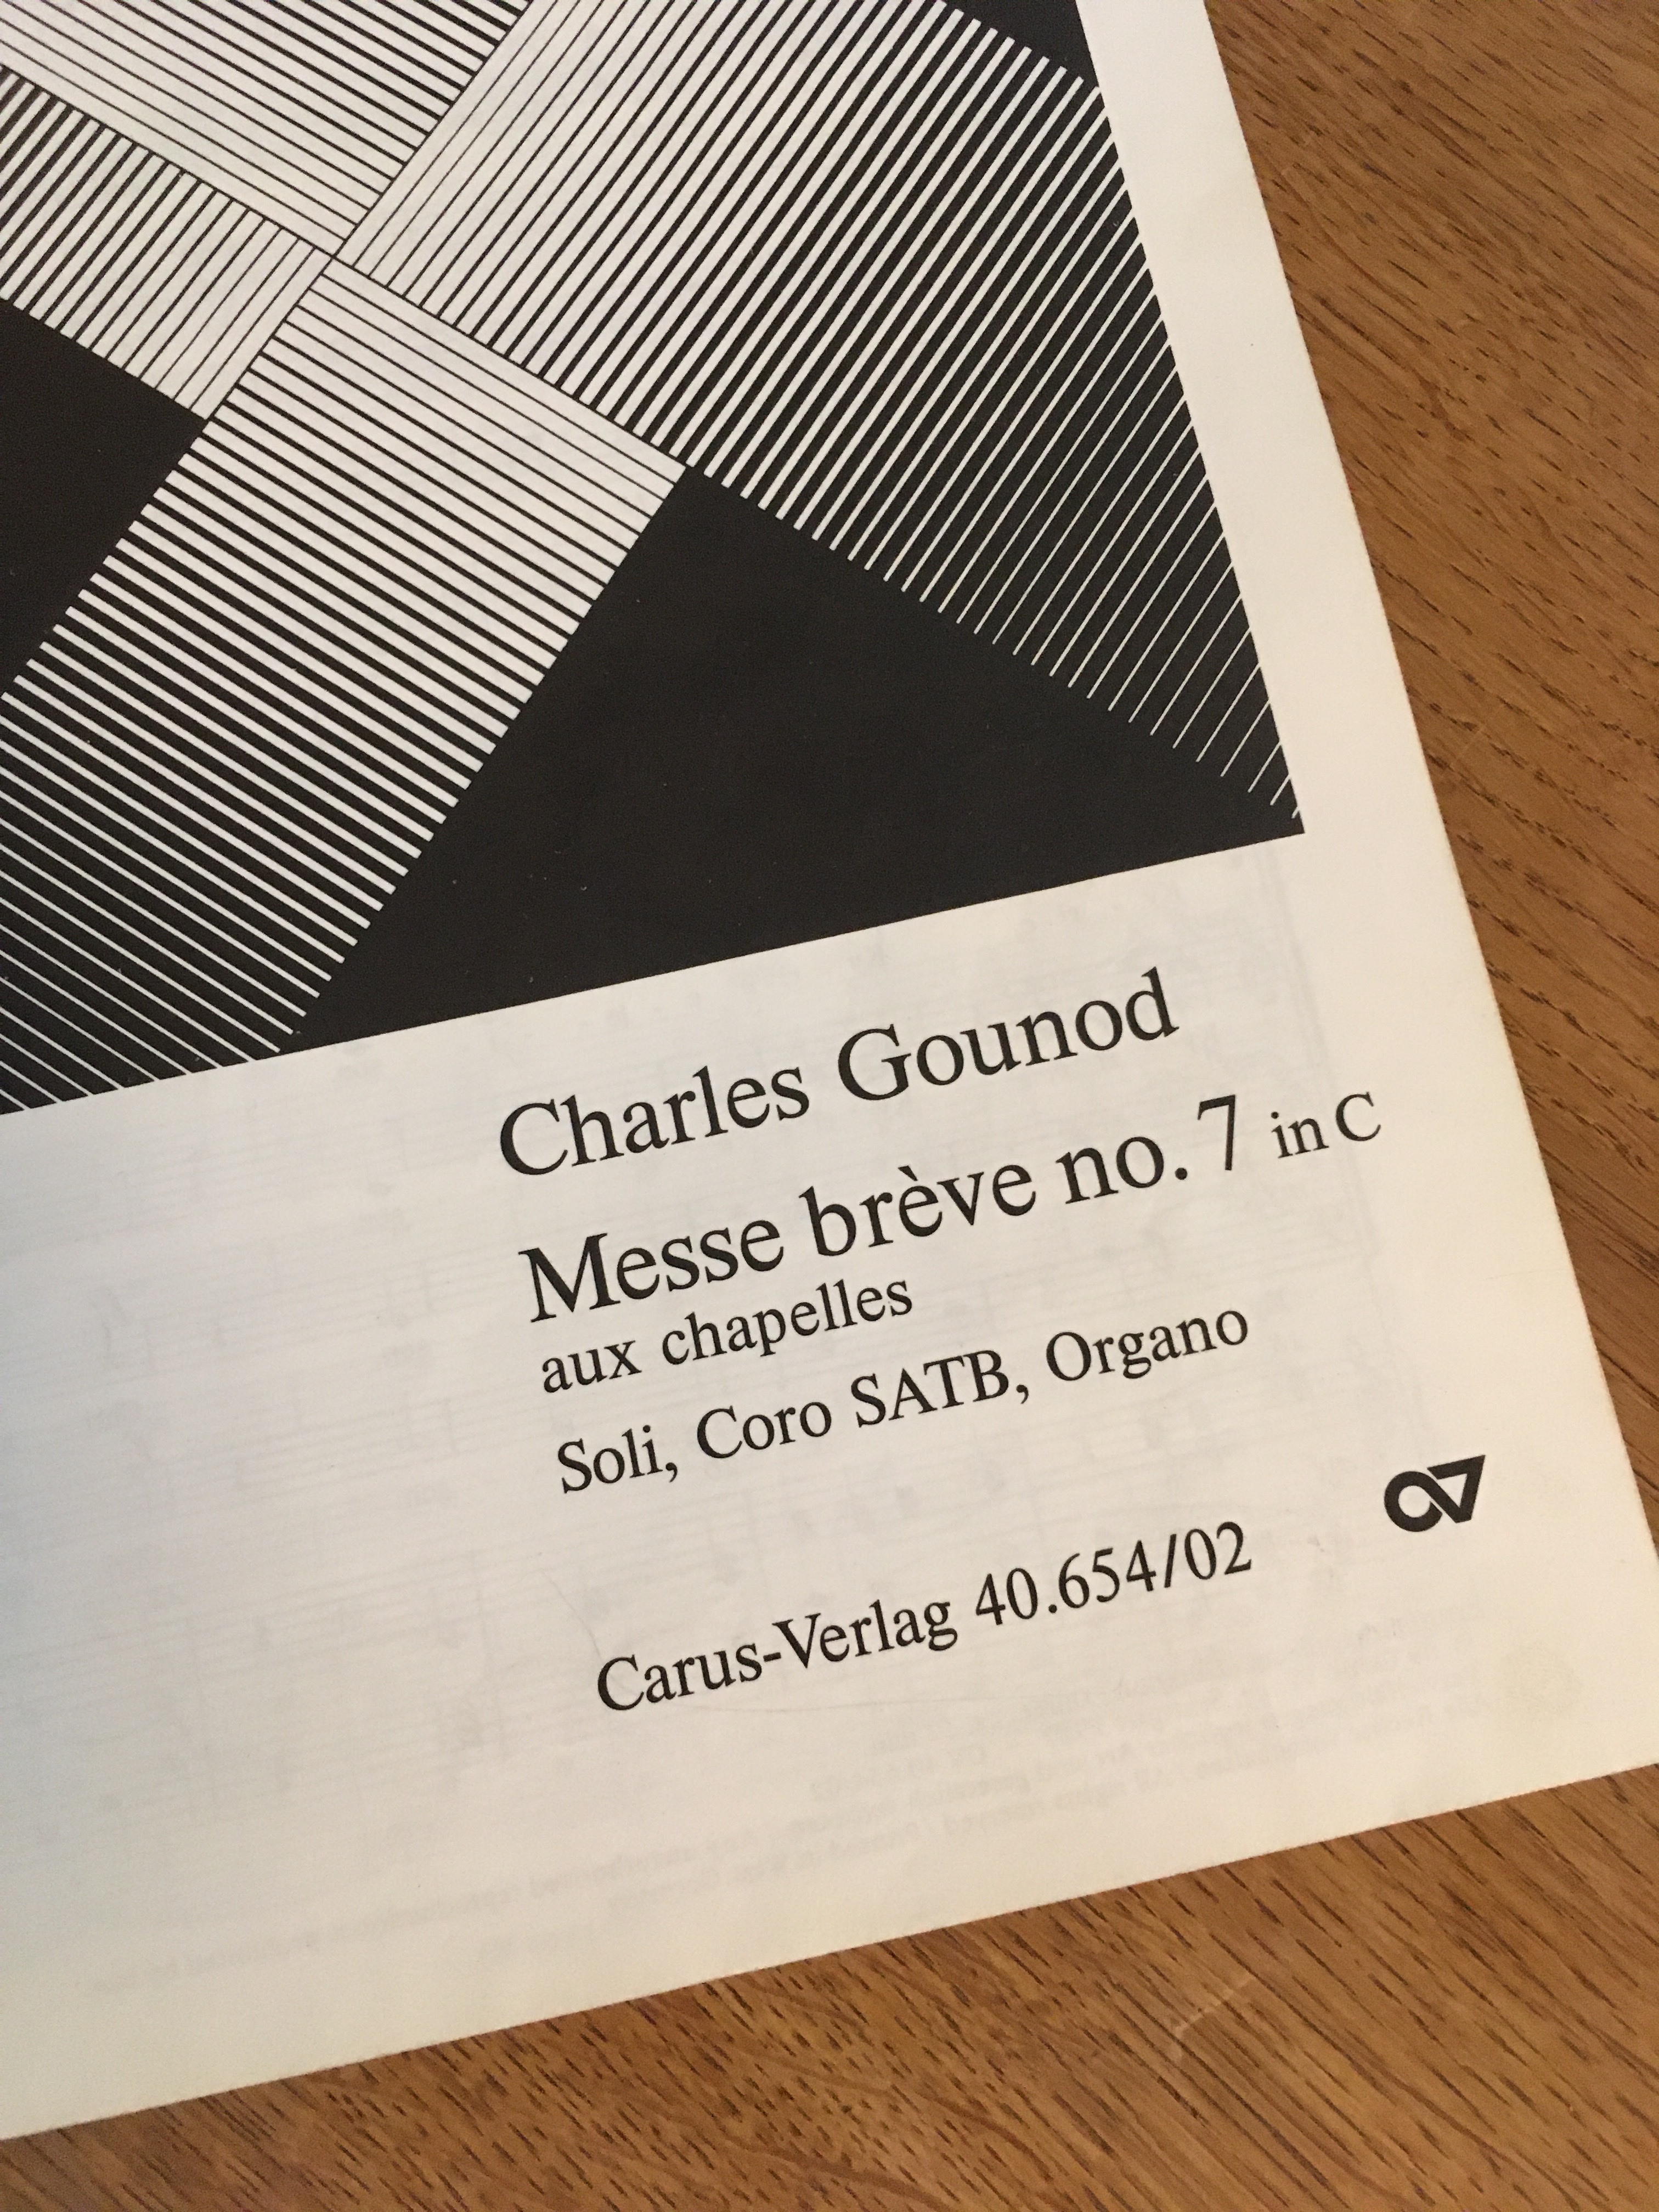 Charles Gounod
Messe brève no. 7 in C
aux chapelles
Soli, Coro SATB, Organo
Carus-Verlag 40.654/02